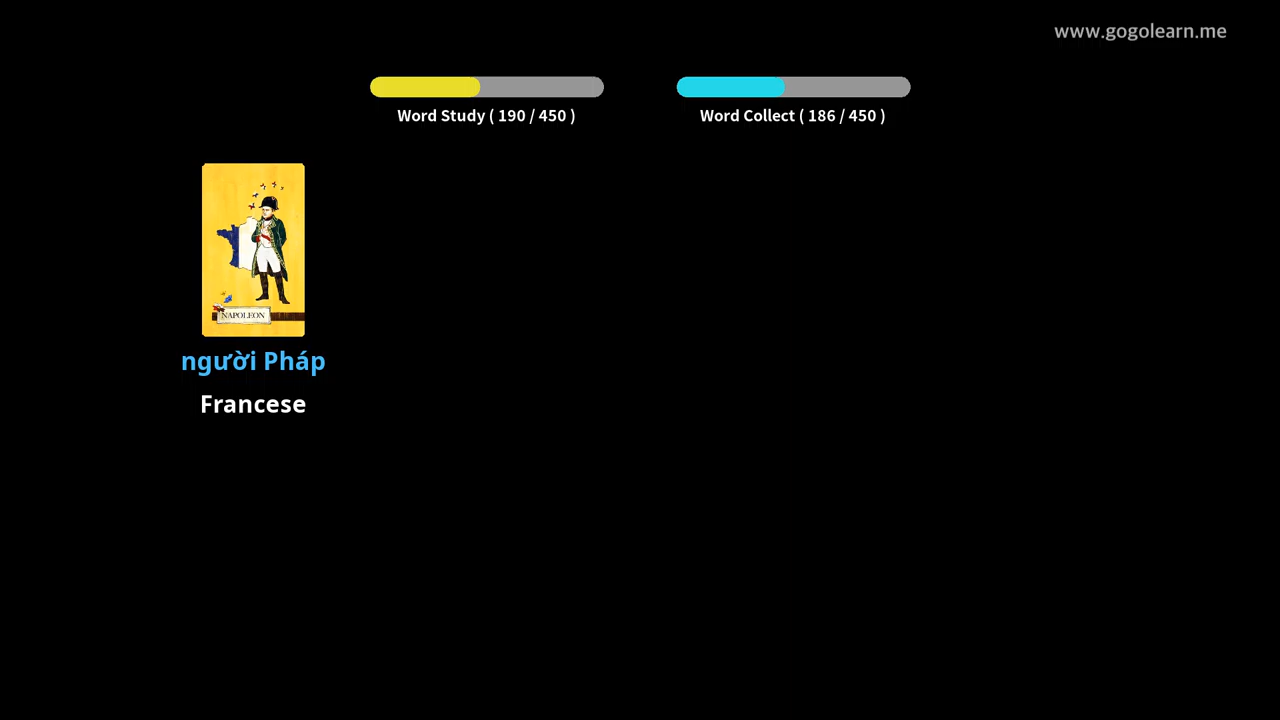 www.gogolearn.me
Word Study ( 190 / 450 )
Word Collect ( 186 / 450 )
NAPOLEON
người Pháp
Francese